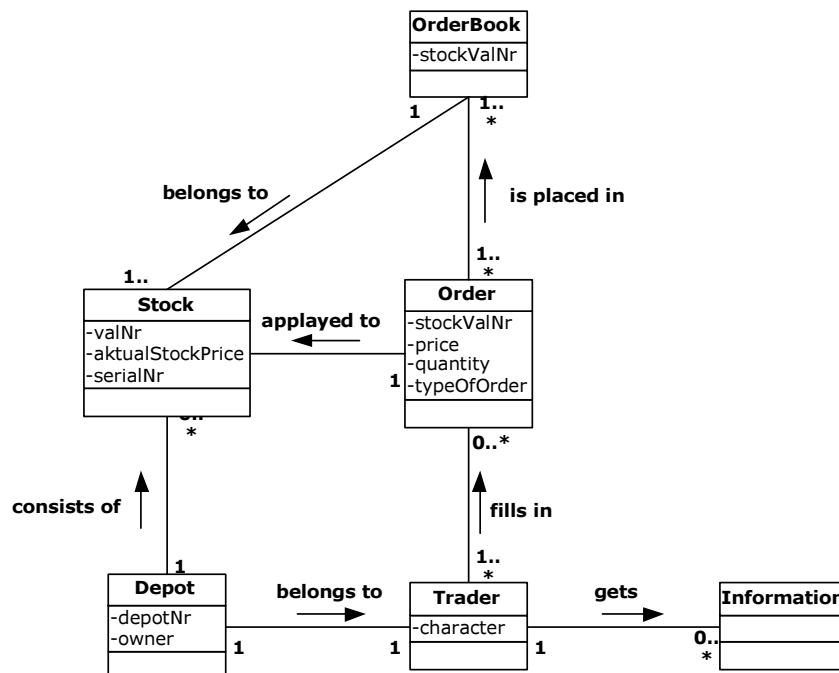 OrderBook
-stockValNr
1
1..
*
belongs to
is placed in
1..
1..
*
Stock
-valNr
-aktualStockPrice
-serialNr
applayed to
Order
-stockValNr
-price
-quantity
-typeOfOrder
1
*
0..*
consists of
fills in
1
1..
*
Depot
-depotNr
-owner
belongs to
Trader
-character
gets
Information
1
1
1
0..
*